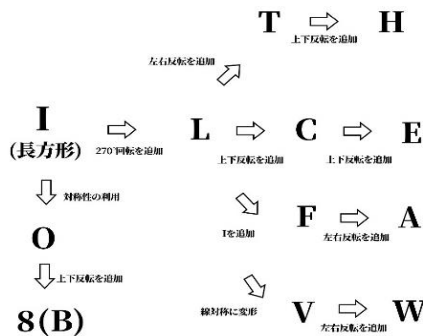 T
H
上下反転を追加
左右反転を追加
I
(長方形)
270°回転を追加
L
上下反転を追加
C
上下反転を追加
E
対称性の利用
O
Iを追加
F
左右反転を追加
A
上下反転を追加
8(B)
線対称に変形
V
左右反転を追加
W